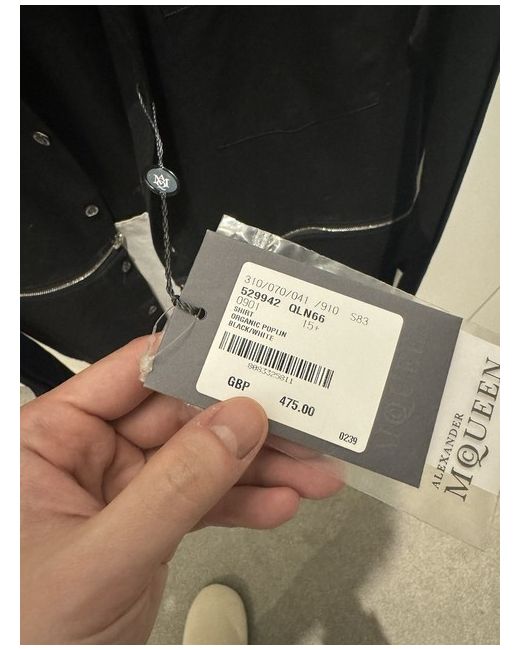 310/070/041 /910 S83
529942 QLN66
0901 15+
SHIRT
ORGANIC POPLIN
BLACK/WHITE
8083325811
GBP 475.00
0239
ALEXANDER
MCQUEEN